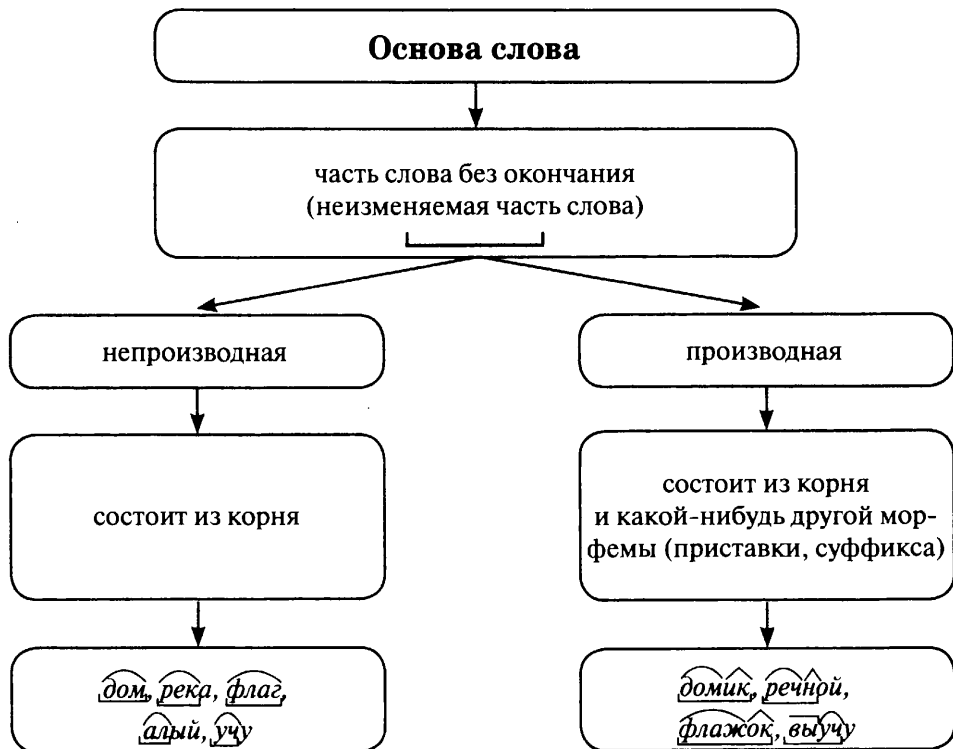 Основа слова
часть слова без окончания
(неизменяемая часть слова)
непроизводная
производная
состоит из корня
состоит из корня
и какой-нибудь другой мор-
фемы (приставки, суффикса)
дом, река, флаг,
алый, учу
домик, речной,
флажок, выучу